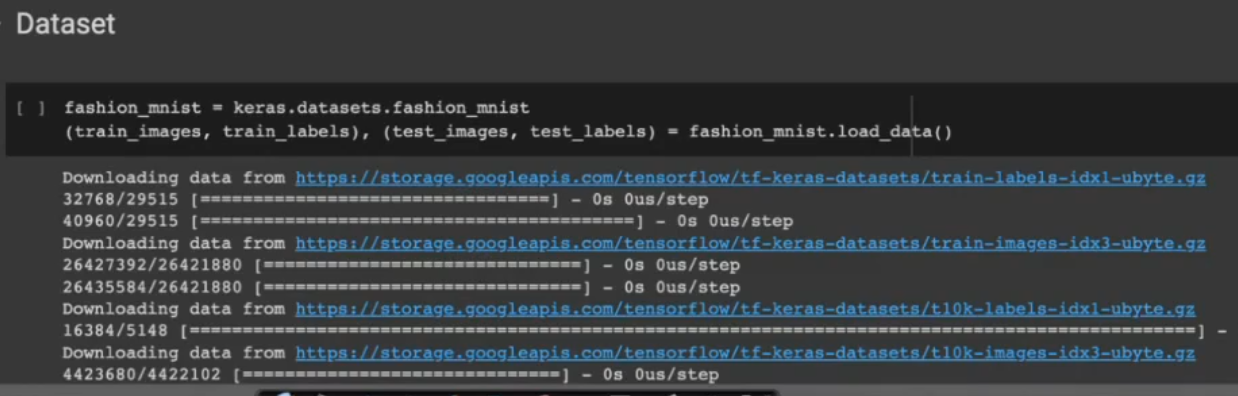 Dataset
[ ] fashion_mnist = keras.datasets.fashion_mnist
(train_images, train_labels), (test_images, test_labels) = fashion_mnist.load_data()
Downloading data from https://storage.googleapis.com/tensorflow/tf-keras-datasets/train-labels-idx1-ubyte.gz
32768/29515 [=================================] - 0s 0us/step
40960/29515 [=========================================] - 0s 0us/step
Downloading data from https://storage.googleapis.com/tensorflow/tf-keras-datasets/train-images-idx3-ubyte.gz
26427392/26421880 [==============================] - 0s 0us/step
26435584/26421880 [==============================] - 0s 0us/step
Downloading data from https://storage.googleapis.com/tensorflow/tf-keras-datasets/t10k-labels-idx1-ubyte.gz
16384/5148 [===============================================================================================] -
Downloading data from https://storage.googleapis.com/tensorflow/tf-keras-datasets/t10k-images-idx3-ubyte.gz
4423680/4422102 [==============================] - 0s 0us/step